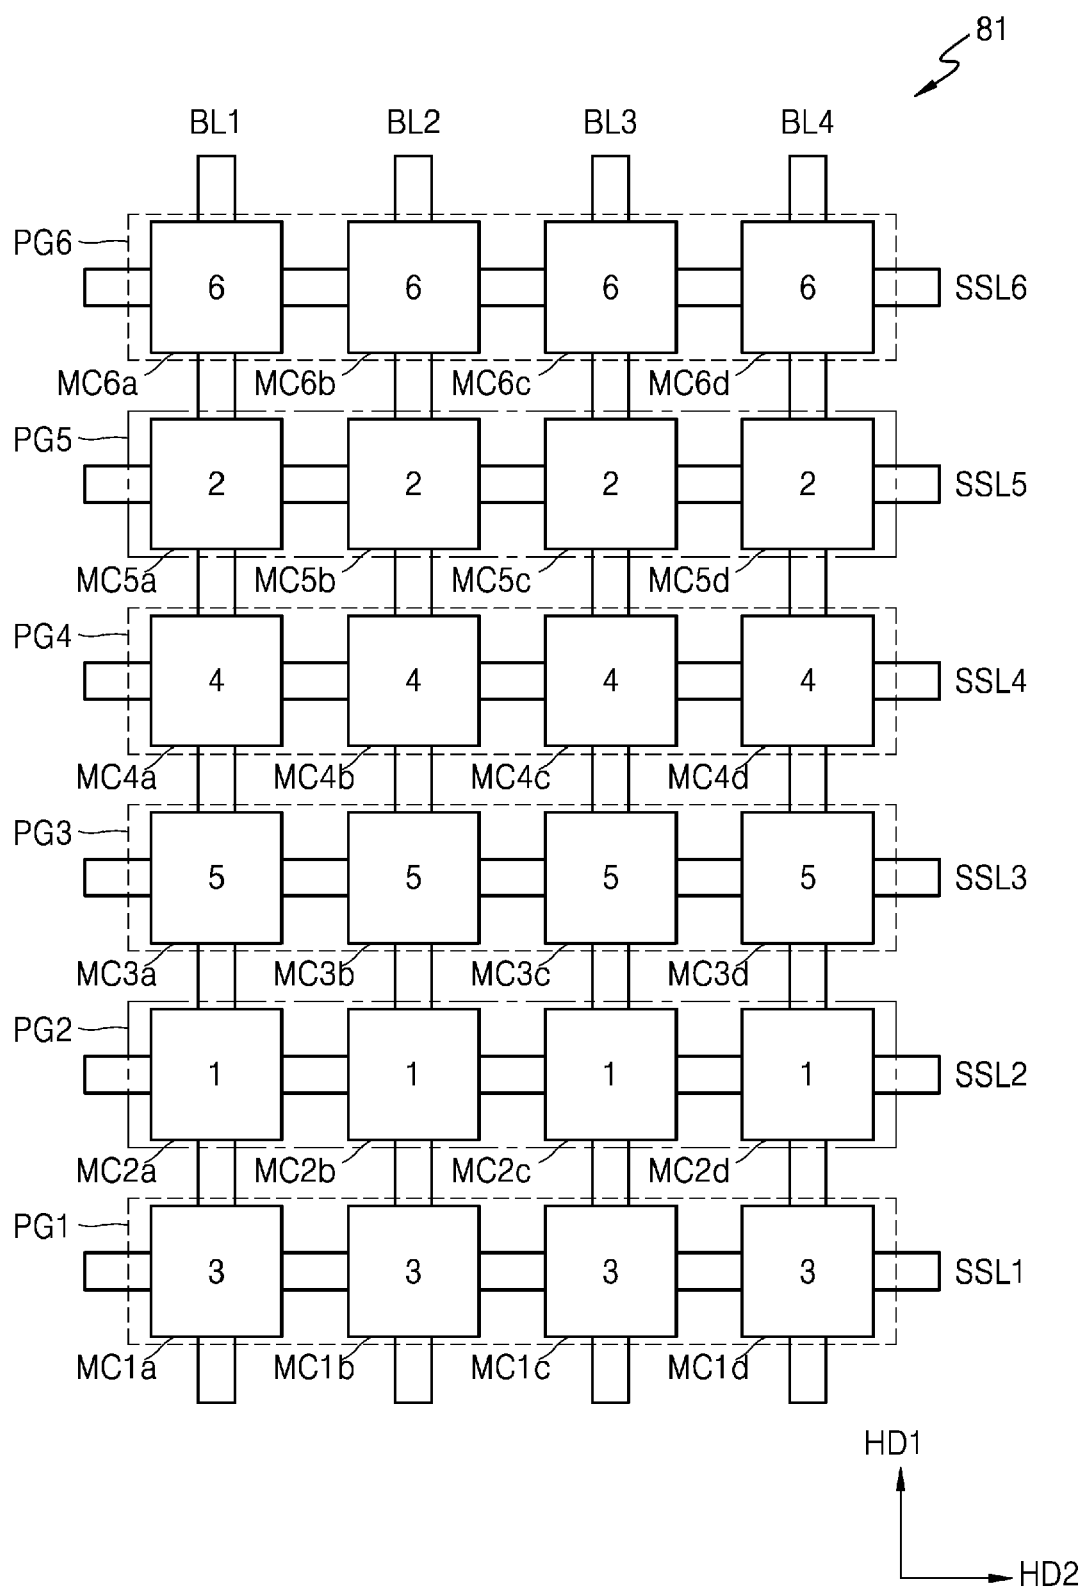 81
BL1 BL2 BL3 BL4
PG6
6 6 6 6 SSL6
MC6a MC6b MC6c MC6d
PG5
2 2 2 2 SSL5
MC5a MC5b MC5c MC5d
PG4
4 4 4 4 SSL4
MC4a MC4b MC4c MC4d
PG3
5 5 5 5 SSL3
MC3a MC3b MC3c MC3d
PG2
1 1 1 1 SSL2
MC2a MC2b MC2c MC2d
PG1
3 3 3 3 SSL1
MC1a MC1b MC1c MC1d
HD1
HD2